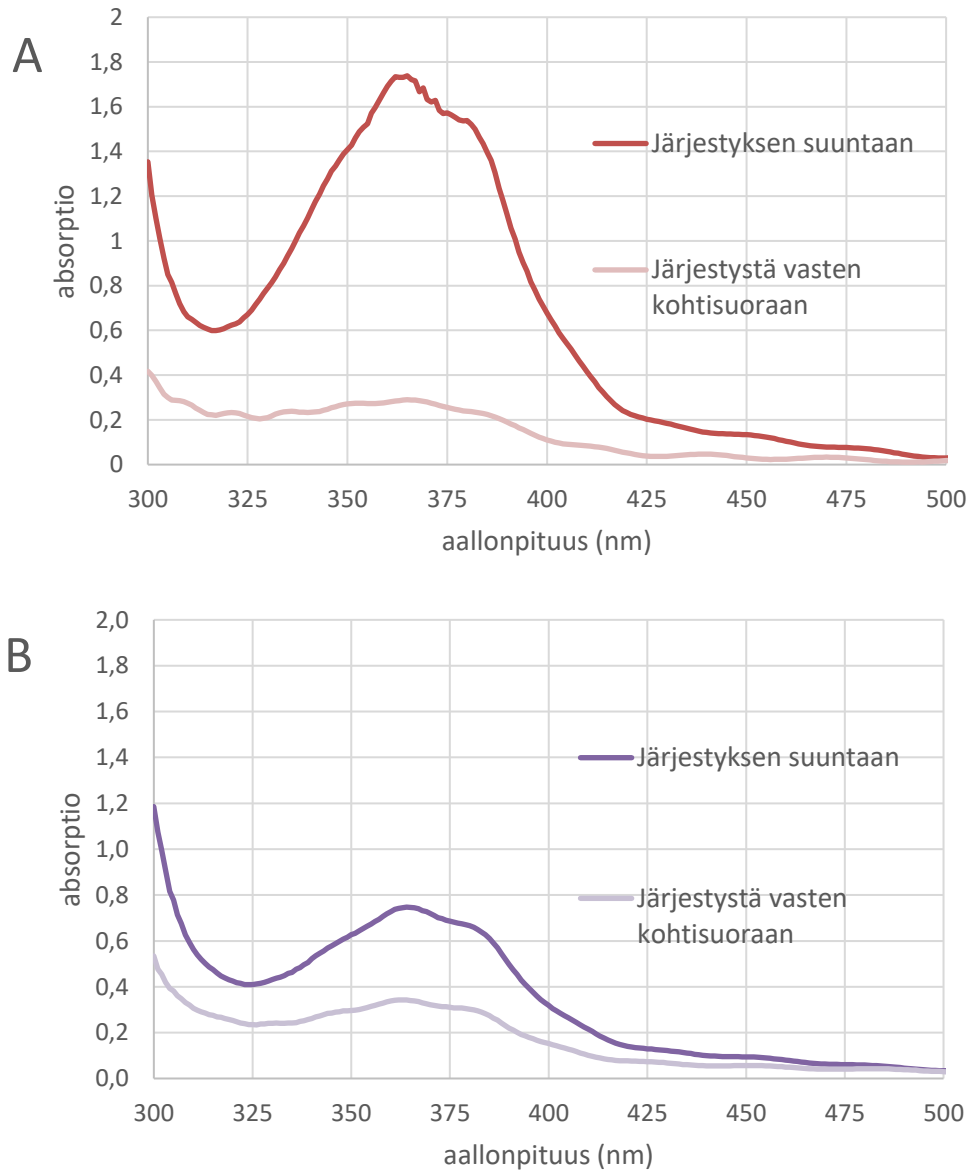 A
2
1,8
1,6
1,4
1,2
1
0,8
0,6
0,4
0,2
0
absorptio
Järjestyksen suuntaan
Järjestystä vasten
kohtisuoraan
300 325 350 375 400 425 450 475 500
aallonpituus (nm)
B
2,0
1,8
1,6
1,4
1,2
1,0
0,8
0,6
0,4
0,2
0,0
absorptio
Järjestyksen suuntaan
Järjestystä vasten
kohtisuoraan
300 325 350 375 400 425 450 475 500
aallonpituus (nm)